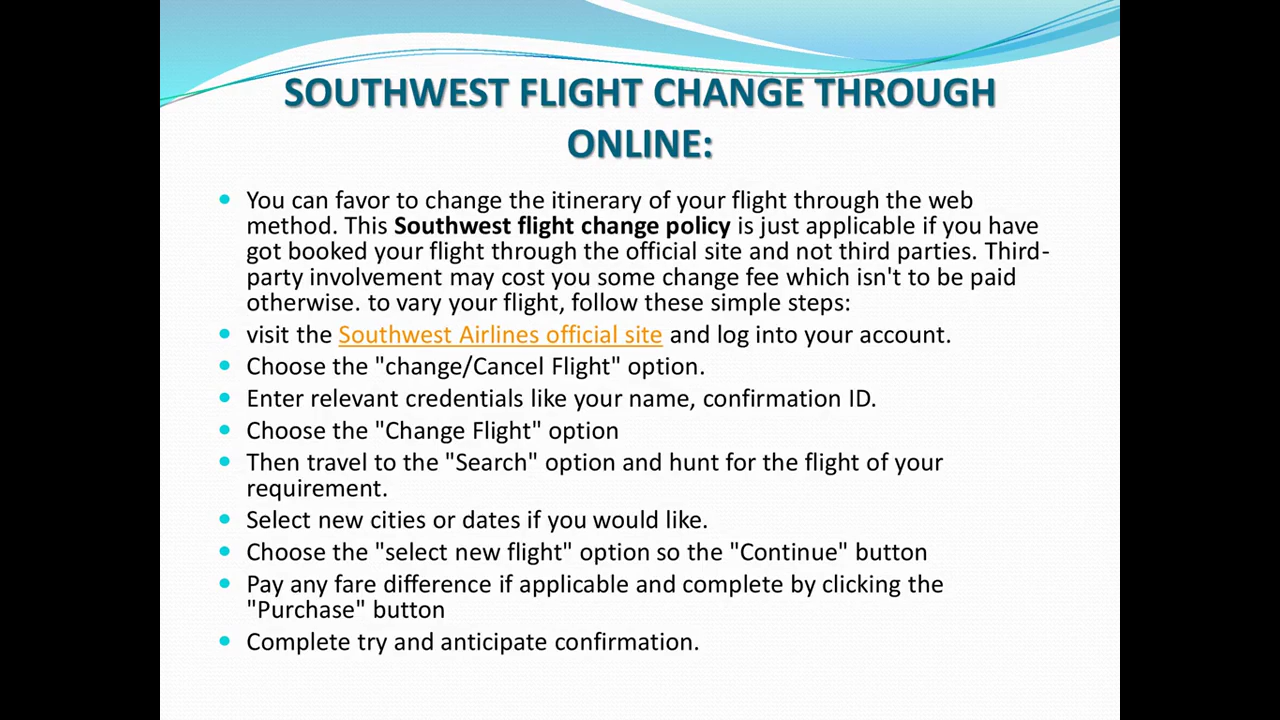 SOUTHWEST FLIGHT CHANGE THROUGH
ONLINE:
You can favor to change the itinerary of your flight through the web
method. This Southwest flight change policy is just applicable if you have
got booked your flight through the official site and not third parties. Third-
party involvement may cost you some change fee which isn't to be paid
otherwise. to vary your flight, follow these simple steps:
visit the Southwest Airlines official site and log into your account.
Choose the "change/Cancel Flight" option.
Enter relevant credentials like your name, confirmation ID.
Choose the "Change Flight" option
Then travel to the "Search" option and hunt for the flight of your
requirement.
Select new cities or dates if you would like.
Choose the "select new flight" option so the "Continue" button
Pay any fare difference if applicable and complete by clicking the
"Purchase" button
Complete try and anticipate confirmation.